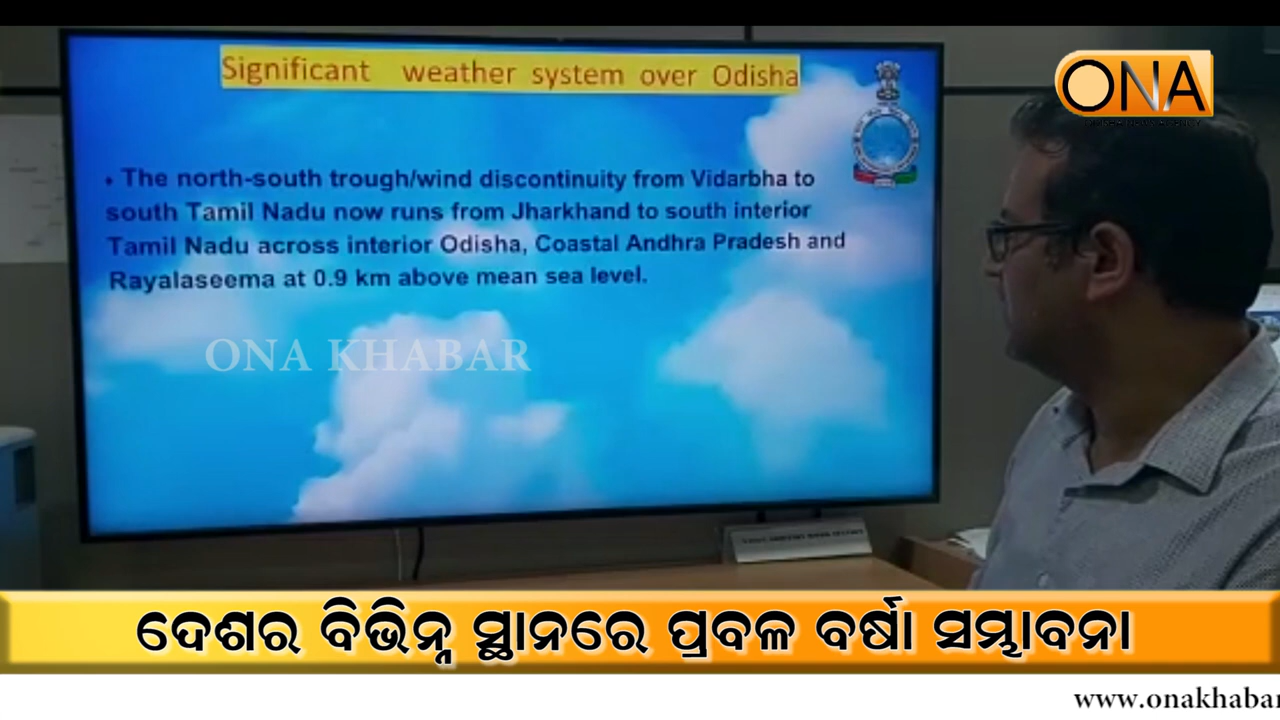 Significant weather system over Odisha
ONA
• The north-south trough/wind discontinuity from Vidarbha to
south Tamil Nadu now runs from Jharkhand to south interior
Tamil Nadu across interior Odisha, Coastal Andhra Pradesh and
Rayalaseema at 0.9 km above mean sea level.
ONA KHABAR
ଦେଶର ବିଭିନ୍ନ ସ୍ଥାନରେ ପ୍ରବଳ ବର୍ଷା ସମ୍ଭାବନା
www.onakhabar